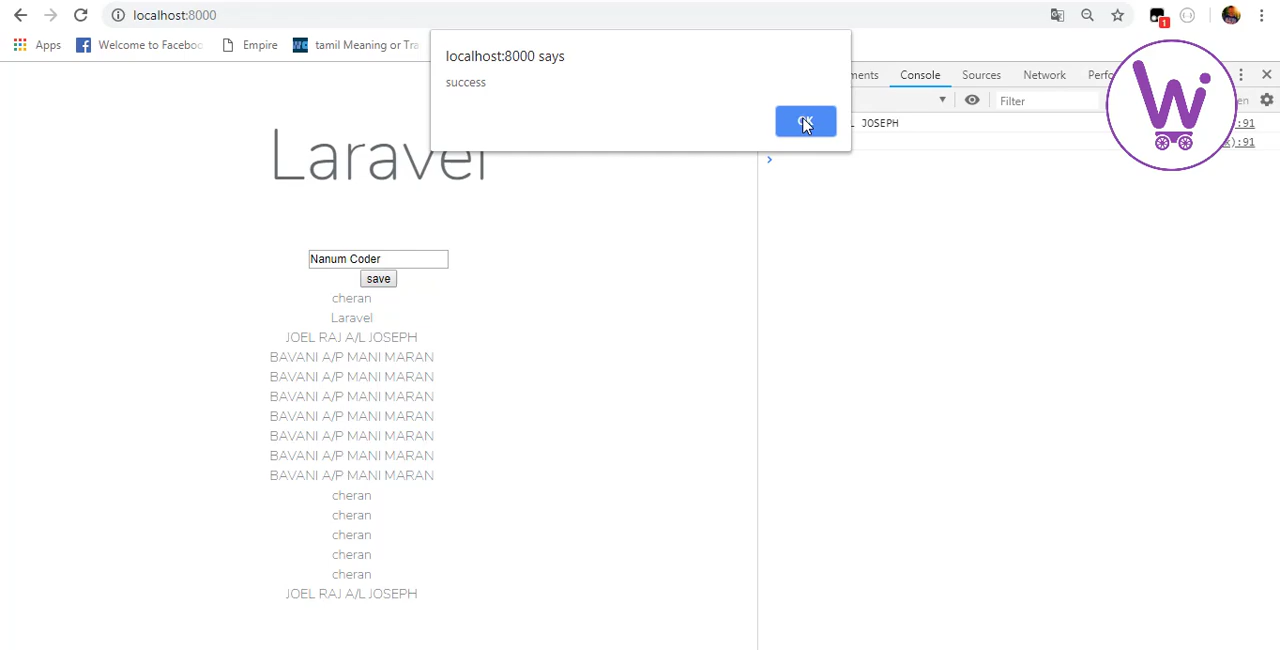 localhost:8000
Apps
Welcome to Faceboo
Empire
tamil Meaning or Tra
localhost:8000 says
success
OK
ments
Console
Sources
Network
Filter
L JOSEPH
:91
:91
Laravel
Nanum Coder
save
cheran
Laravel
JOEL RAJ A/L JOSEPH
BAVANI A/P MANI MARAN
BAVANI A/P MANI MARAN
BAVANI A/P MANI MARAN
BAVANI A/P MANI MARAN
BAVANI A/P MANI MARAN
BAVANI A/P MANI MARAN
BAVANI A/P MANI MARAN
cheran
cheran
cheran
cheran
cheran
JOEL RAJ A/L JOSEPH